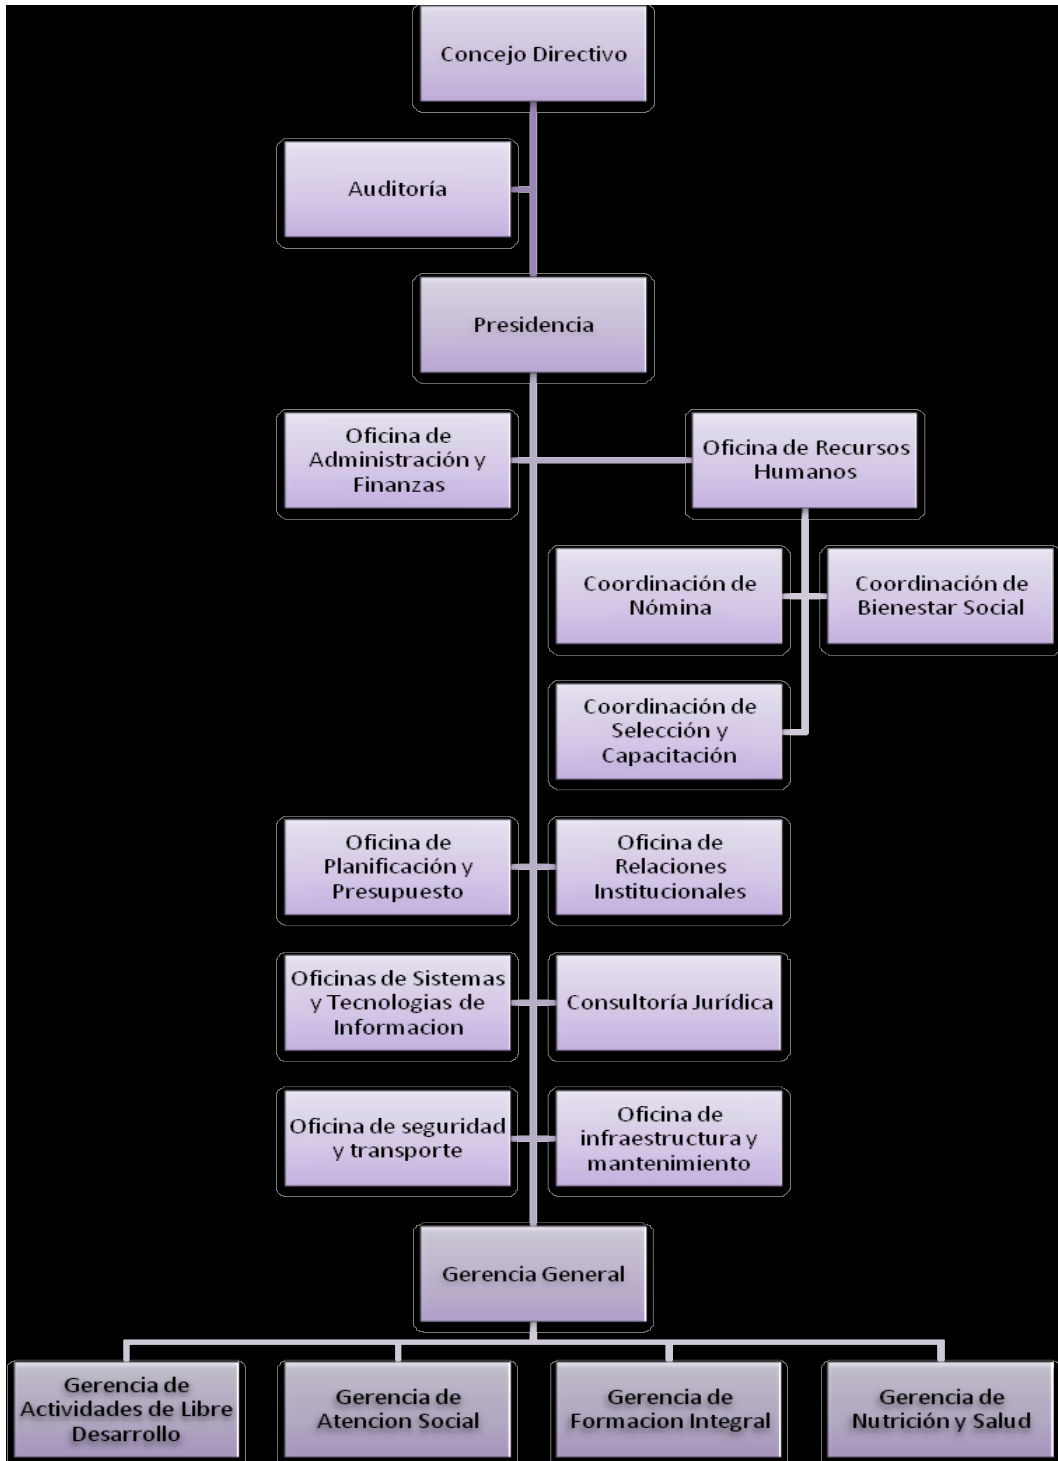 Concejo Directivo
Auditoría
Presidencia
Oficina de
Administración y
Finanzas
Oficina de Recursos
Humanos
Coordinación de
Nómina
Coordinación de
Bienestar Social
Coordinación de
Selección y
Capacitación
Oficina de
Planificación y
Presupuesto
Oficina de
Relaciones
Institucionales
Oficinas de Sistemas
y Tecnologias de
Informacion
Consultoría Jurídica
Oficina de seguridad
y transporte
Oficina de
infraestructura y
mantenimiento
Gerencia General
Gerencia de
Actividades de Libre
Desarrollo
Gerencia de
Atencion Social
Gerencia de
Formacion Integral
Gerencia de
Nutrición y Salud